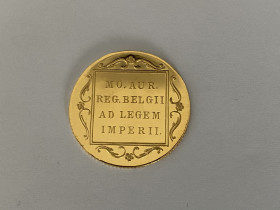 MO. AUR.
REG. BELGII
AD LEGEM
IMPERII.